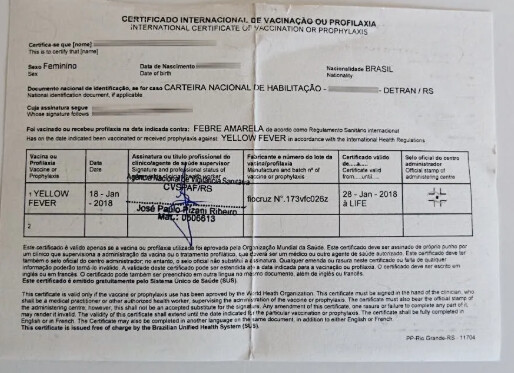 CERTIFICADO INTERNACIONAL DE VACINAÇÃO OU PROFILAXIA
INTERNATIONAL CERTIFICATE OF VACCINATION OR PROPHYLAXIS
Certifica-se que [nome]
This is to certify that [name]
Sexo Feminino
Sex
Data de Nascimento
Date of birth
Nacionalidade BRASIL
Nationality
Documento nacional de identificação, se for caso CARTEIRA NACIONAL DE HABILITAÇÃO - DETRAN / RS
National identification document, if applicable
Cuja assinatura segue
Whose signature follows
Foi vacinado ou recebeu profilaxia na data indicada contra: FEBRE AMARELA de acordo com Regulamento Sanitário Internacional
Has on the date indicated been vaccinated or received prophylaxis against: YELLOW FEVER in accordance with the International Health Regulations
Vacina ou Profilaxia
Vaccine or Prophylaxis
Data
Date
Assinatura ou título profissional do clínico/agente de saúde supervisor
Signature and professional status of
Agência Nacional de Vigilância Sanitária
CVSPAF/RS
Fabricante e número do lote da vacina/profilaxia
Manufacture and batch nº of vaccine or prophylaxis
Certificado válido de.....a.....
Certificate valid from......until.....
Selo oficial do centro administrador
Official stamp of administering centre
1 YELLOW FEVER
18 - Jan - 2018
José Paulo Pizani Ribeiro
Mat.: 0506613
fiocruz N°.173vfc026z
28 - Jan - 2018
à LIFE
2
Este certificado é válido apenas se a vacina ou profilaxia utilizada foi aprovada pela Organização Mundial da Saúde. Este certificado deve ser assinado de próprio punho por
um clínico que supervisiona a administração da vacina ou o tratamento profilático, que deverá ser um médico ou outro agente de saúde autorizado. Este certificado deve ter
também o selo oficial do centro administrador; no entanto, o selo oficial não substitui a assinatura. Qualquer emenda ou rasura neste certificado ou falta de qualquer
informação poderá torná-lo inválido. A validade deste certificado pode ser estendida até a data indicada para a vacinação ou profilaxia. O certificado deve ser escrito em
inglês ou em francês. O certificado também pode ser preenchido em outra língua no mesmo documento, além do inglês ou francês.
Este certificado é emitido gratuitamente pelo Sistema Único de Saúde (SUS).
This certificate is valid only if the vaccine or prophylaxis use has been approved by the World Heath Organization. This certificate must be signed in the hand of the clinician, who
shall be a medical practitioner or other authorized health worker, supervising the administration of the vaccine or prophylaxis. The certificate must also bear the official stamp of
the administering centre; however, this shall not be an accepted substitute for the signature. Any amendment of this certificate, one rasura or failure to complete any part of it,
may render it invalid. The validity of this certificate shall extend until the date indicated for the particular vaccination or prophylaxis. The certificate shall be fully completed in
English or in French. The Certificate may also be completed in another language on the same document, in addition to either English or French.
This certificate is issued free of charge by the Brazilian Unified Health System (SUS).
PP-Rio Grande-RS - 11704